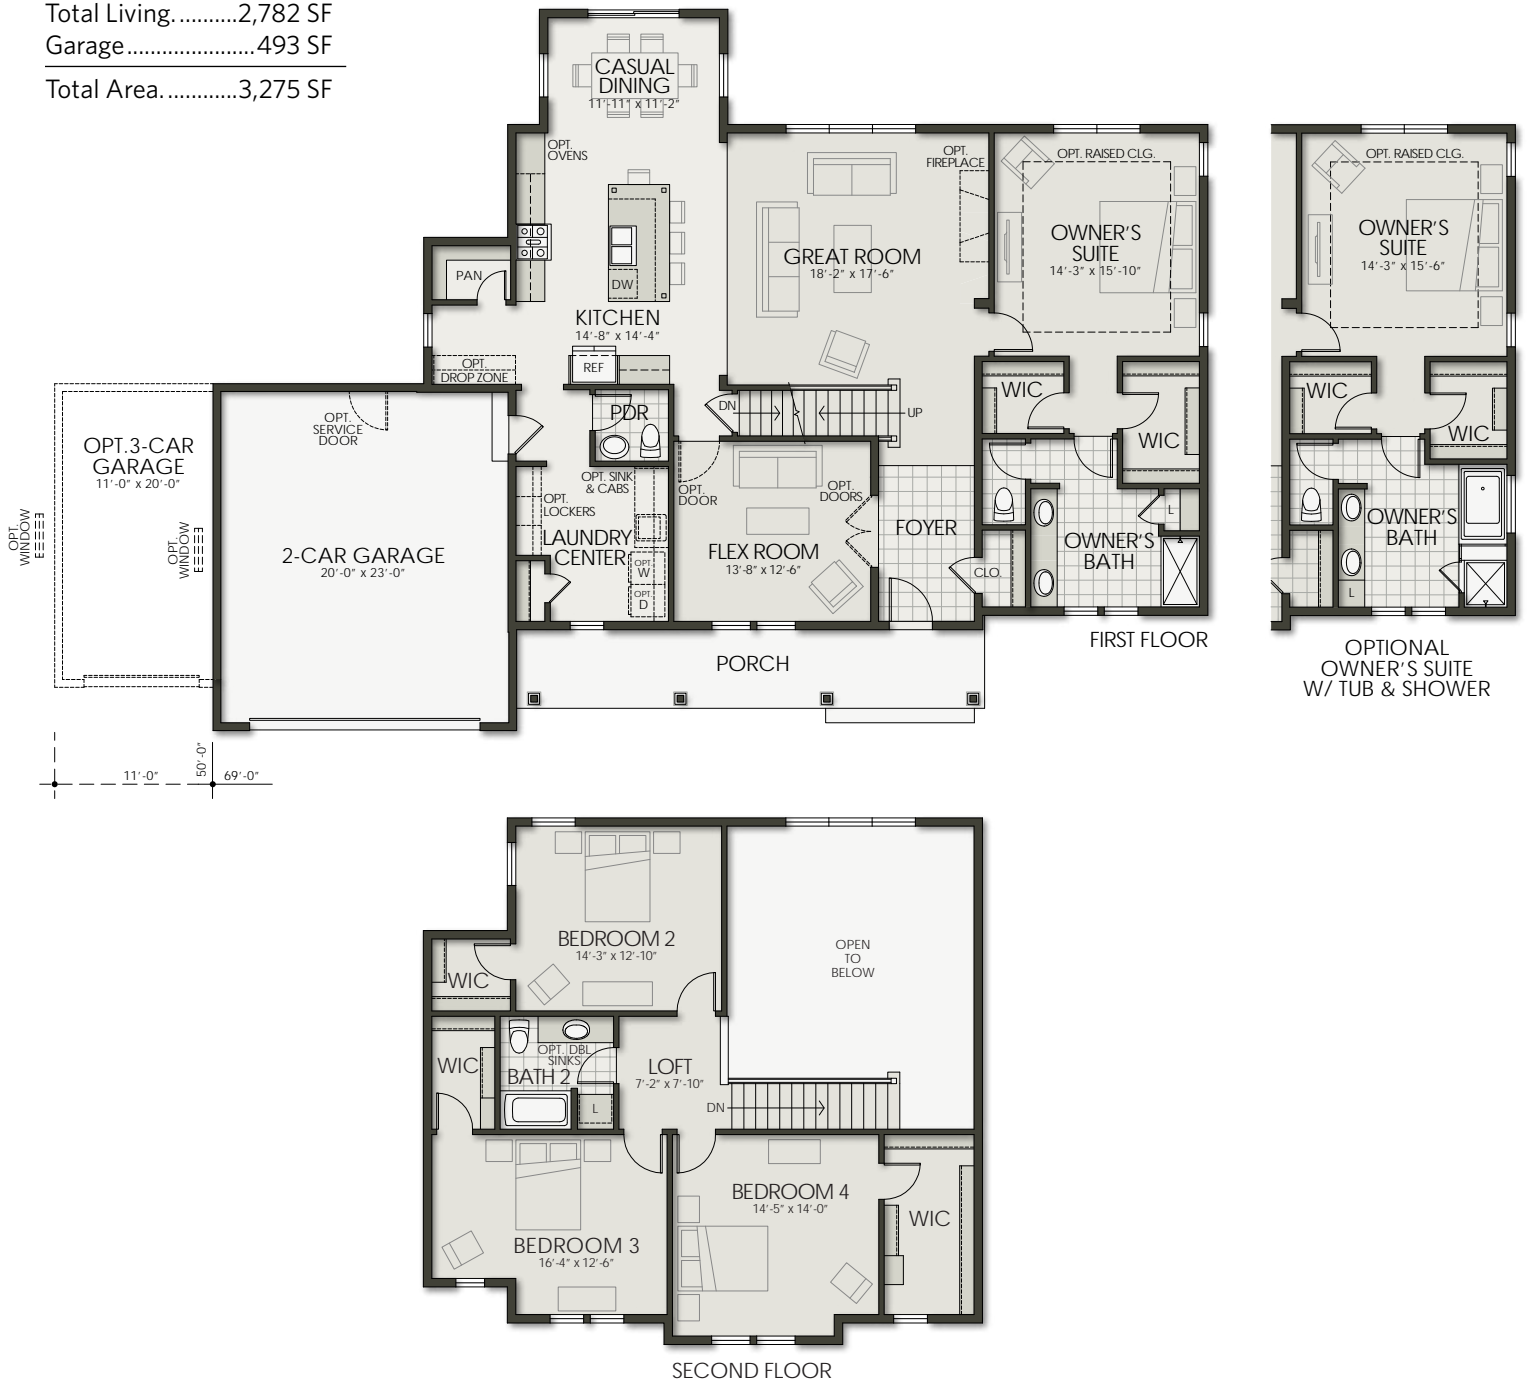 Total Living...........2,782 SF
Garage......................493 SF
Total Area.............3,275 SF
CASUAL
DINING
11'-11" x 11'-2"
OPT.
OVENS
OPT.
FIREPLACE
OPT. RAISED CLG.
OWNER'S
SUITE
14'-3" x 15'-10"
GREAT ROOM
18'-2" x 17'-6"
PAN
DW
KITCHEN
14'-8" x 14'-4"
REF
OPT.
DROP ZONE
WIC
WIC
DN
UP
PDR
OPT.
SERVICE
DOOR
OPT.3-CAR
GARAGE
11'-0" x 20'-0"
OPT.
WINDOW
OPT.
WINDOW
2-CAR GARAGE
20'-0" x 23'-0"
OPT. SINK
& CABS
OPT.
LOCKERS
LAUNDRY
CENTER
OPT.
W
OPT.
D
OPT.
DOOR
OPT.
DOORS
FLEX ROOM
13'-8" x 12'-6"
FOYER
CLO.
L
OWNER'S
BATH
FIRST FLOOR
PORCH
11'-0"
50'-0"
69'-0"
OPT. RAISED CLG.
OWNER'S
SUITE
14'-3" x 15'-6"
WIC
WIC
OWNER'S
BATH
L
OPTIONAL
OWNER'S SUITE
W/ TUB & SHOWER
BEDROOM 2
14'-3" x 12'-10"
WIC
OPEN
TO
BELOW
WIC
OPT. DBL
SINKS
BATH 2
L
LOFT
7'-2" x 7'-10"
DN
BEDROOM 3
16'-4" x 12'-6"
BEDROOM 4
14'-5" x 14'-0"
WIC
SECOND FLOOR